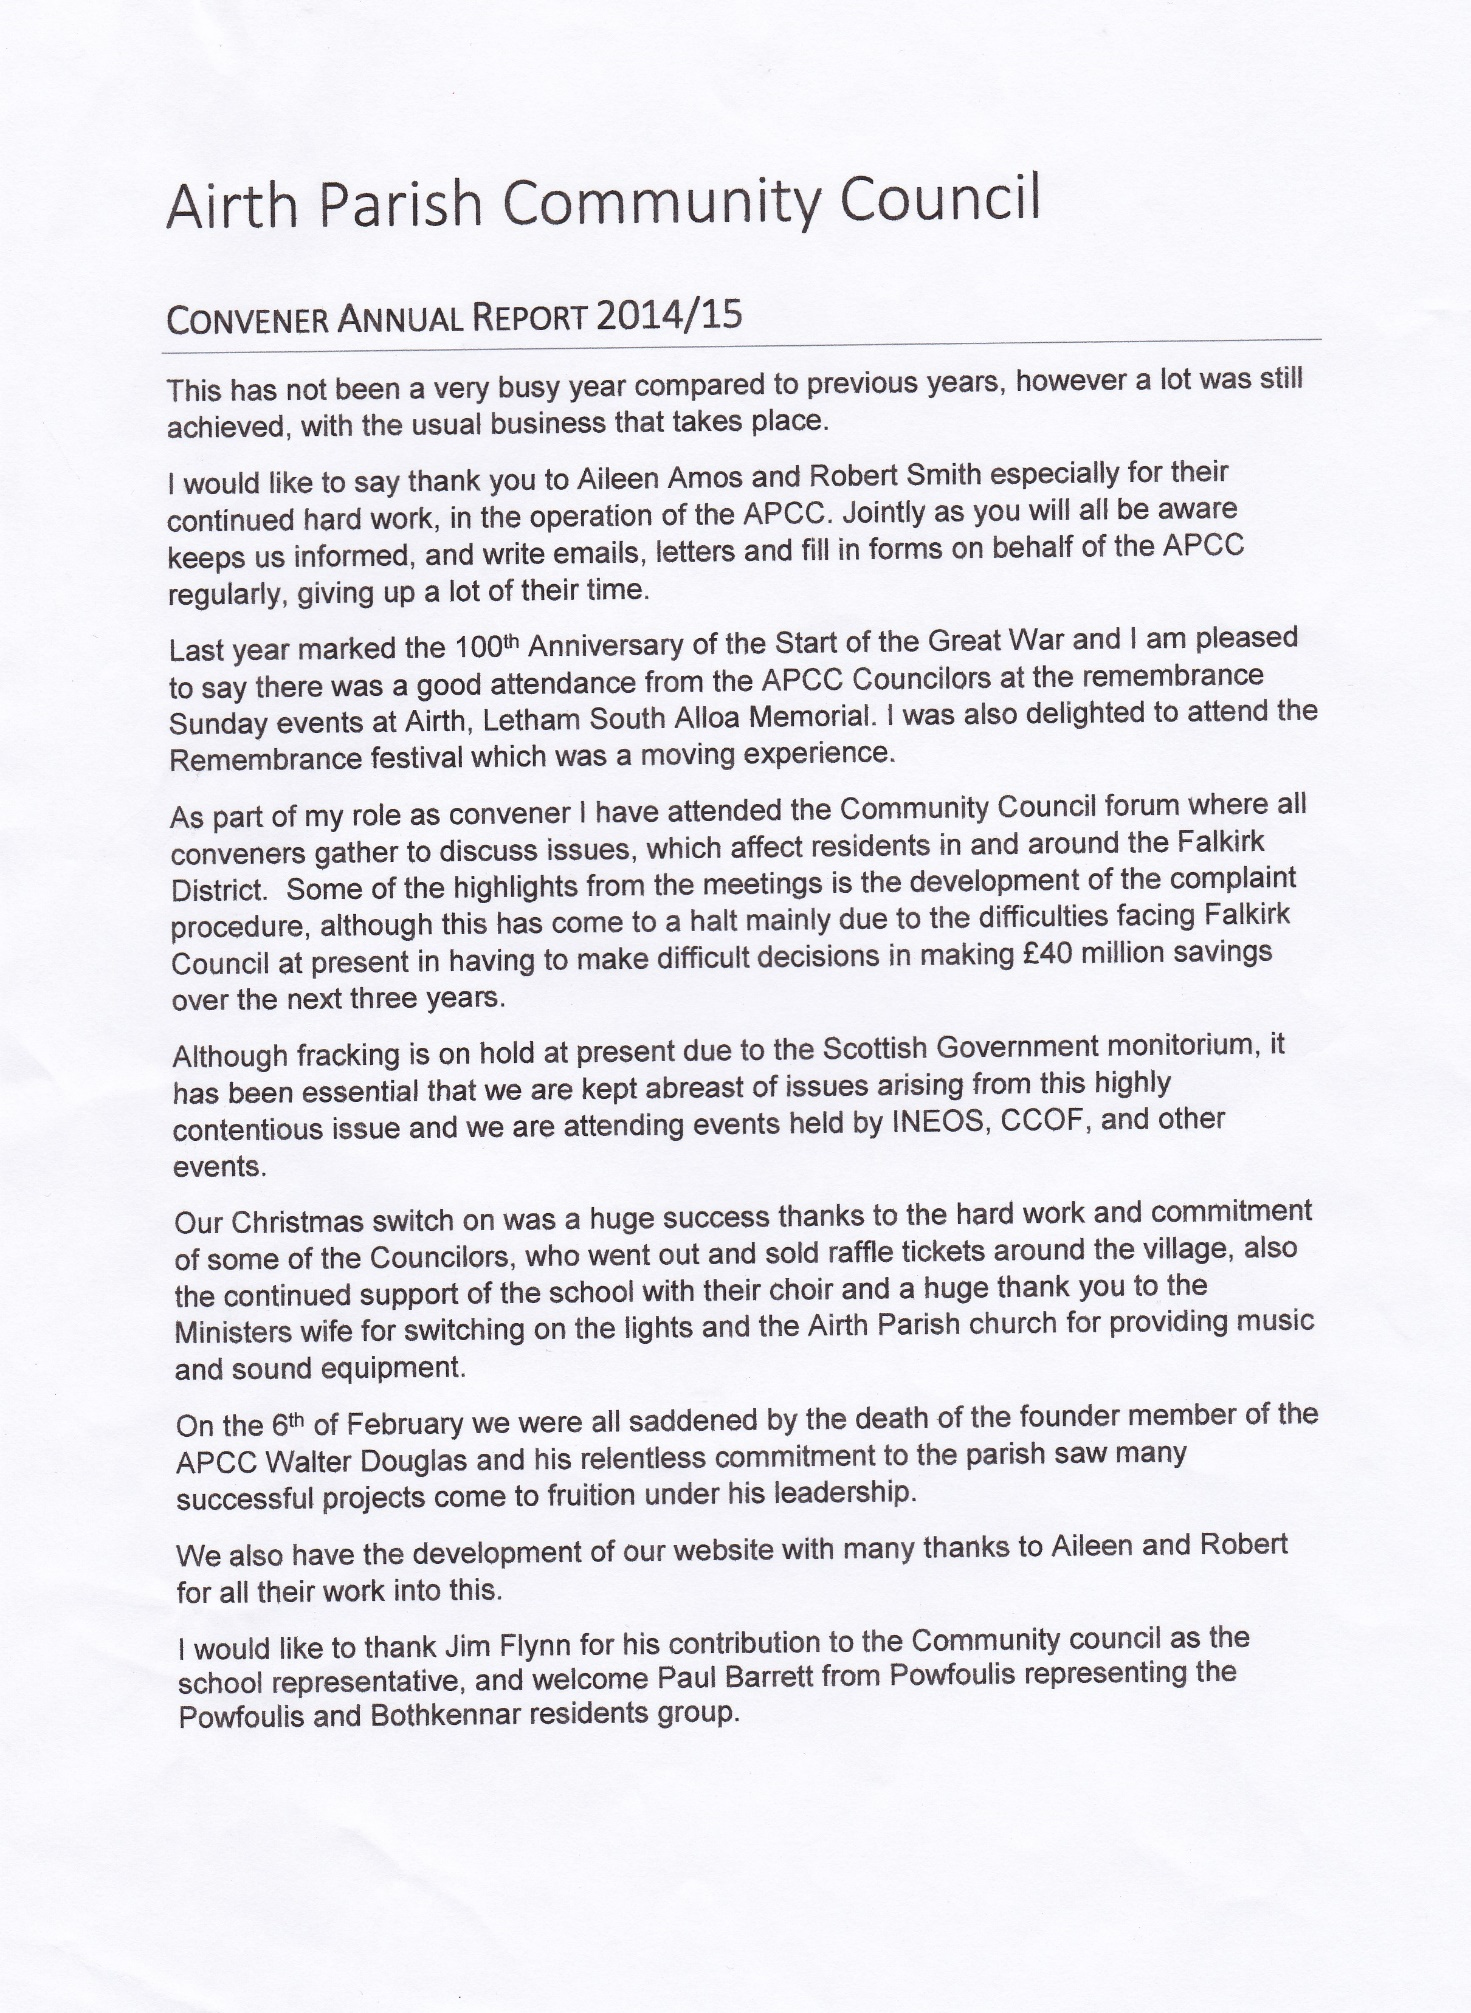 Airth Parish Community Council
CONVENER ANNUAL REPORT 2014/15
This has not been a very busy year compared to previous years, however a lot was still
achieved, with the usual business that takes place.
I would like to say thank you to Aileen Amos and Robert Smith especially for their
continued hard work, in the operation of the APCC. Jointly as you will all be aware
keeps us informed, and write emails, letters and fill in forms on behalf of the APCC
regularly, giving up a lot of their time.
Last year marked the 100th Anniversary of the Start of the Great War and I am pleased
to say there was a good attendance from the APCC Councilors at the remembrance
Sunday events at Airth, Letham South Alloa Memorial. I was also delighted to attend the
Remembrance festival which was a moving experience.
As part of my role as convener I have attended the Community Council forum where all
conveners gather to discuss issues, which affect residents in and around the Falkirk
District.  Some of the highlights from the meetings is the development of the complaint
procedure, although this has come to a halt mainly due to the difficulties facing Falkirk
Council at present in having to make difficult decisions in making £40 million savings
over the next three years.
Although fracking is on hold at present due to the Scottish Government monitorium, it
has been essential that we are kept abreast of issues arising from this highly
contentious issue and we are attending events held by INEOS, CCOF, and other
events.
Our Christmas switch on was a huge success thanks to the hard work and commitment
of some of the Councilors, who went out and sold raffle tickets around the village, also
the continued support of the school with their choir and a huge thank you to the
Ministers wife for switching on the lights and the Airth Parish church for providing music
and sound equipment.
On the 6th of February we were all saddened by the death of the founder member of the
APCC Walter Douglas and his relentless commitment to the parish saw many
successful projects come to fruition under his leadership.
We also have the development of our website with many thanks to Aileen and Robert
for all their work into this.
I would like to thank Jim Flynn for his contribution to the Community council as the
school representative, and welcome Paul Barrett from Powfoulis representing the
Powfoulis and Bothkennar residents group.